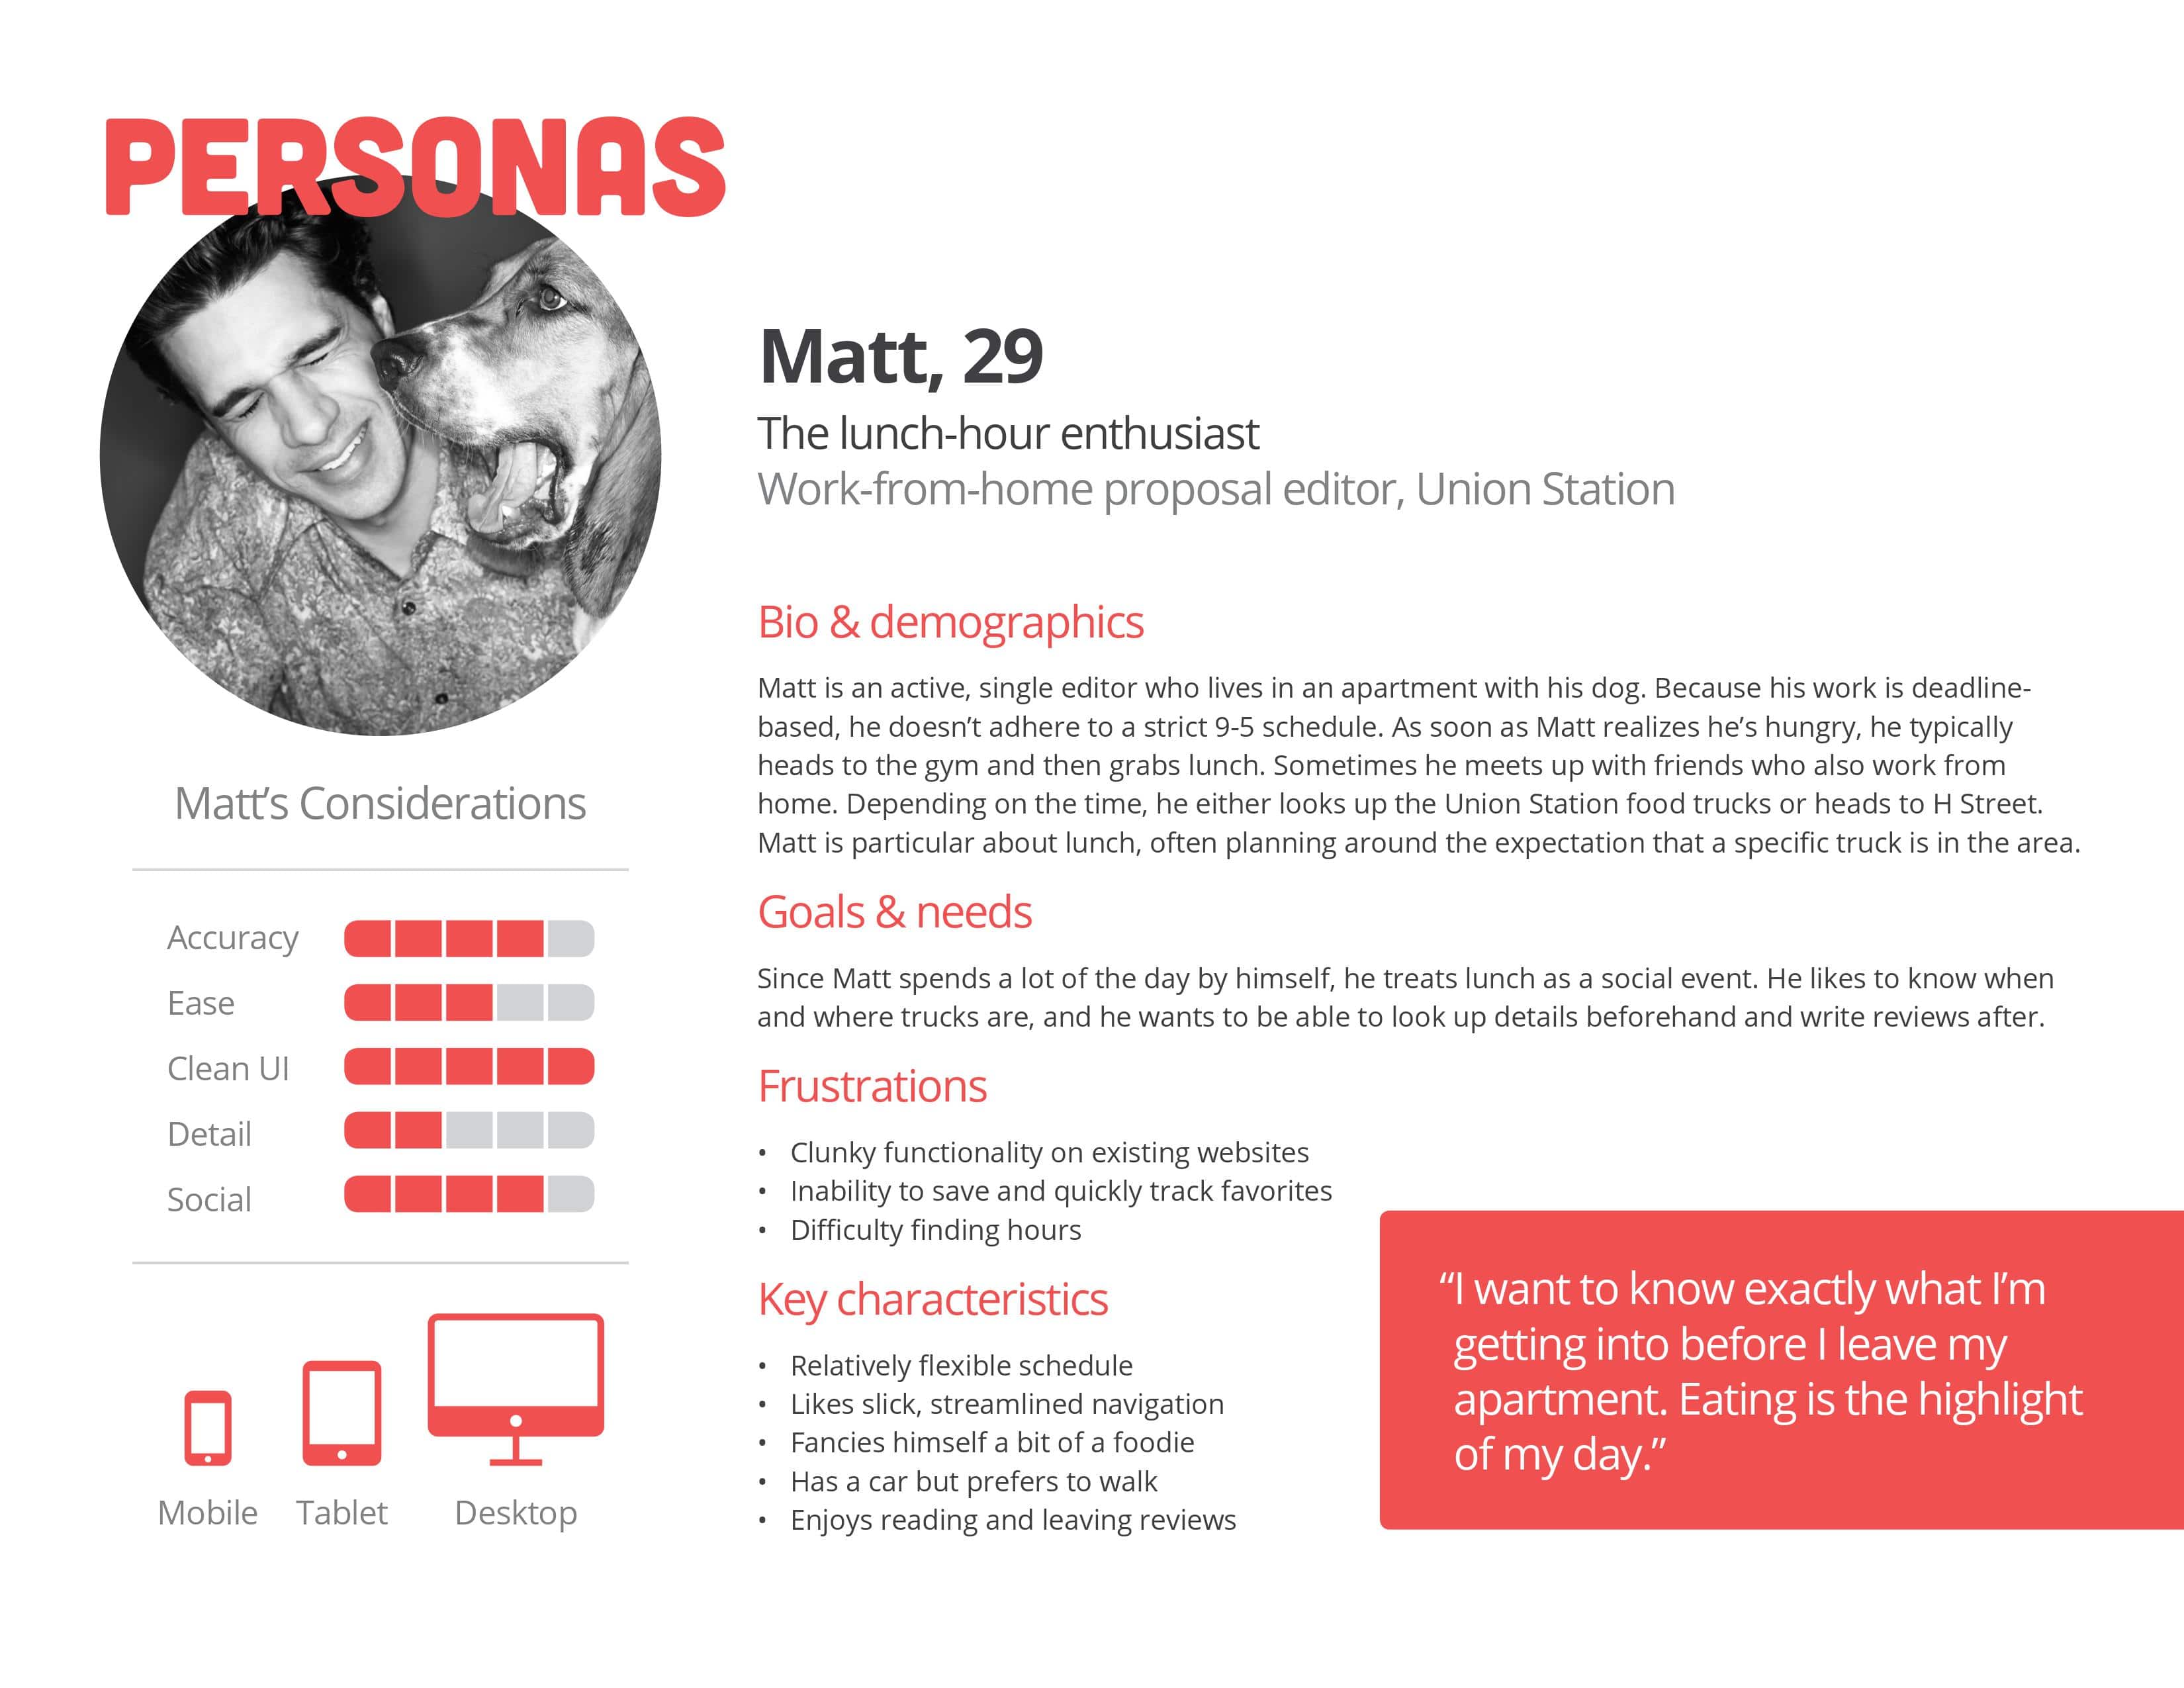 PERSONAS
Matt, 29
The lunch-hour enthusiast
Work-from-home proposal editor, Union Station
Matt’s Considerations
Accuracy
Ease
Clean UI
Detail
Social
Mobile Tablet Desktop
Bio & demographics
Matt is an active, single editor who lives in an apartment with his dog. Because his work is deadline-
based, he doesn’t adhere to a strict 9-5 schedule. As soon as Matt realizes he’s hungry, he typically
heads to the gym and then grabs lunch. Sometimes he meets up with friends who also work from
home. Depending on the time, he either looks up the Union Station food trucks or heads to H Street.
Matt is particular about lunch, often planning around the expectation that a specific truck is in the area.
Goals & needs
Since Matt spends a lot of the day by himself, he treats lunch as a social event. He likes to know when
and where trucks are, and he wants to be able to look up details beforehand and write reviews after.
Frustrations
• Clunky functionality on existing websites
• Inability to save and quickly track favorites
• Difficulty finding hours
Key characteristics
• Relatively flexible schedule
• Likes slick, streamlined navigation
• Fancies himself a bit of a foodie
• Has a car but prefers to walk
• Enjoys reading and leaving reviews
“I want to know exactly what I’m
getting into before I leave my
apartment. Eating is the highlight
of my day.”